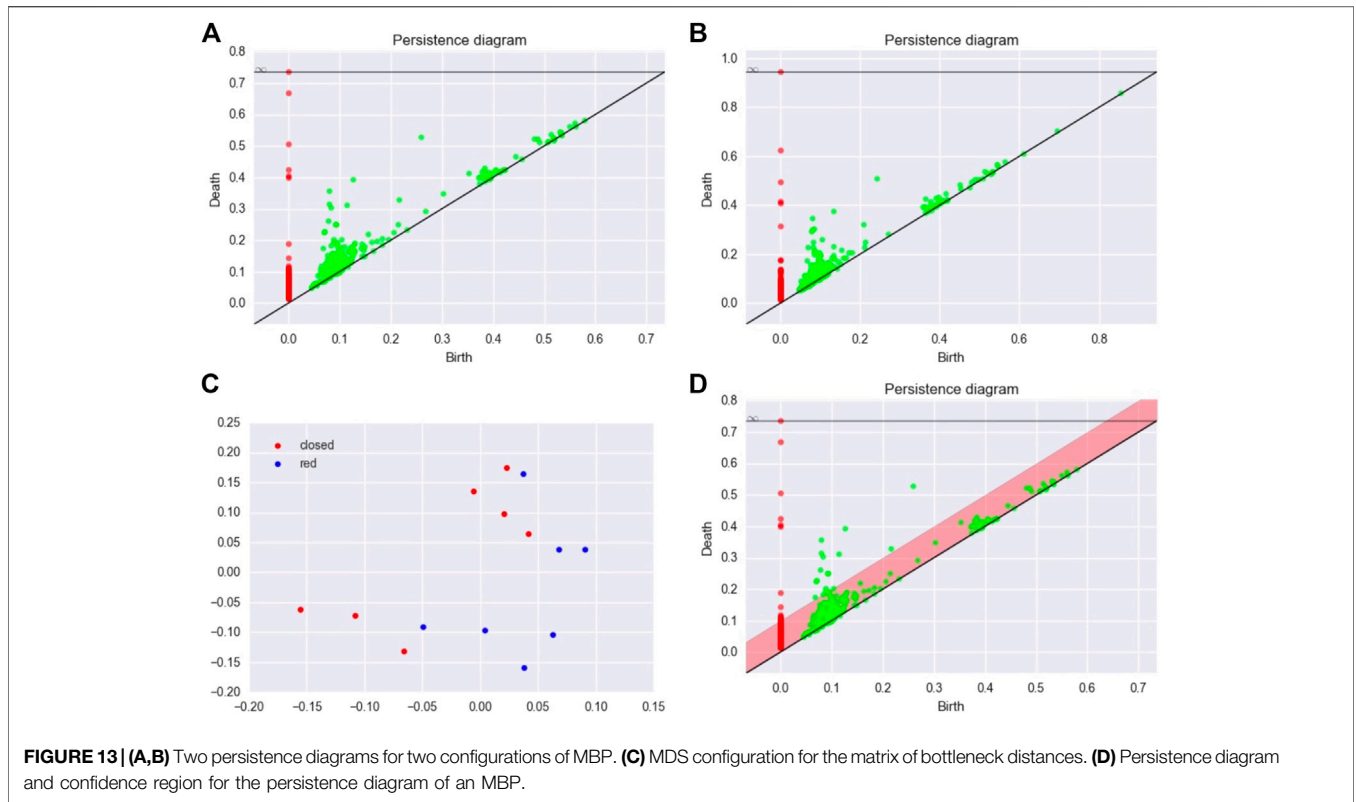 A
Persistence diagram
0.8
∞
0.7
0.6
0.5
0.4
0.3
0.2
0.1
0.0
Death
0.0 0.1 0.2 0.3 0.4 0.5 0.6 0.7
Birth
B
Persistence diagram
1.0
∞
0.8
0.6
0.4
0.2
0.0
Death
0.0 0.2 0.4 0.6 0.8
Birth
C
0.25
0.20
0.15
0.10
0.05
0.00
−0.05
−0.10
−0.15
−0.20
closed
red
−0.20 −0.15 −0.10 −0.05 0.00 0.05 0.10 0.15
D
Persistence diagram
0.8
∞
0.7
0.6
0.5
0.4
0.3
0.2
0.1
0.0
Death
0.0 0.1 0.2 0.3 0.4 0.5 0.6 0.7
Birth
FIGURE 13 | (A,B) Two persistence diagrams for two configurations of MBP. (C) MDS configuration for the matrix of bottleneck distances. (D) Persistence diagram
and confidence region for the persistence diagram of an MBP.